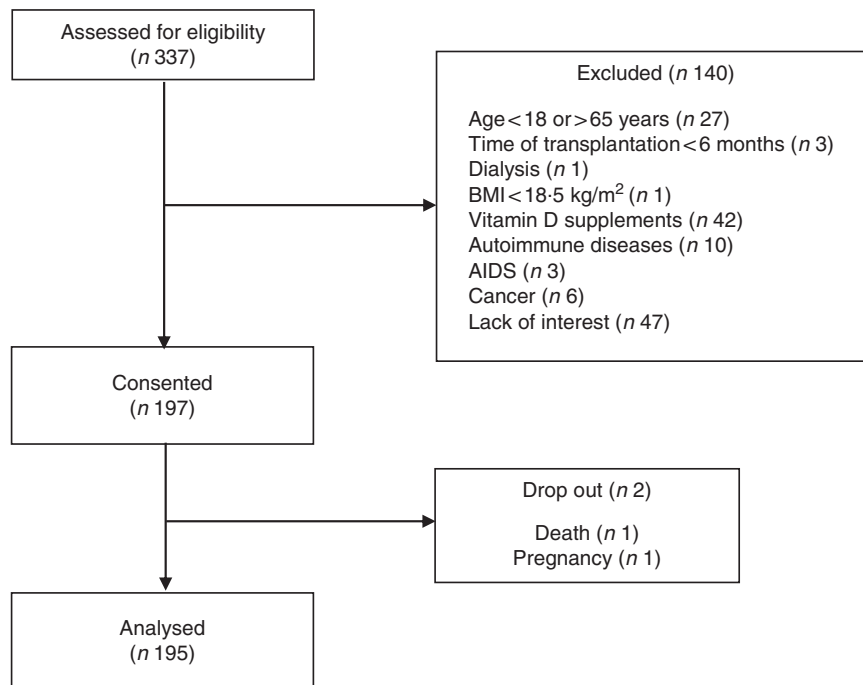 Assessed for eligibility
(n 337)
Excluded (n 140)
Age<18 or>65 years (n 27)
Time of transplantation<6 months (n 3)
Dialysis (n 1)
BMI<18·5 kg/m² (n 1)
Vitamin D supplements (n 42)
Autoimmune diseases (n 10)
AIDS (n 3)
Cancer (n 6)
Lack of interest (n 47)
Consented
(n 197)
Drop out (n 2)
Death (n 1)
Pregnancy (n 1)
Analysed
(n 195)